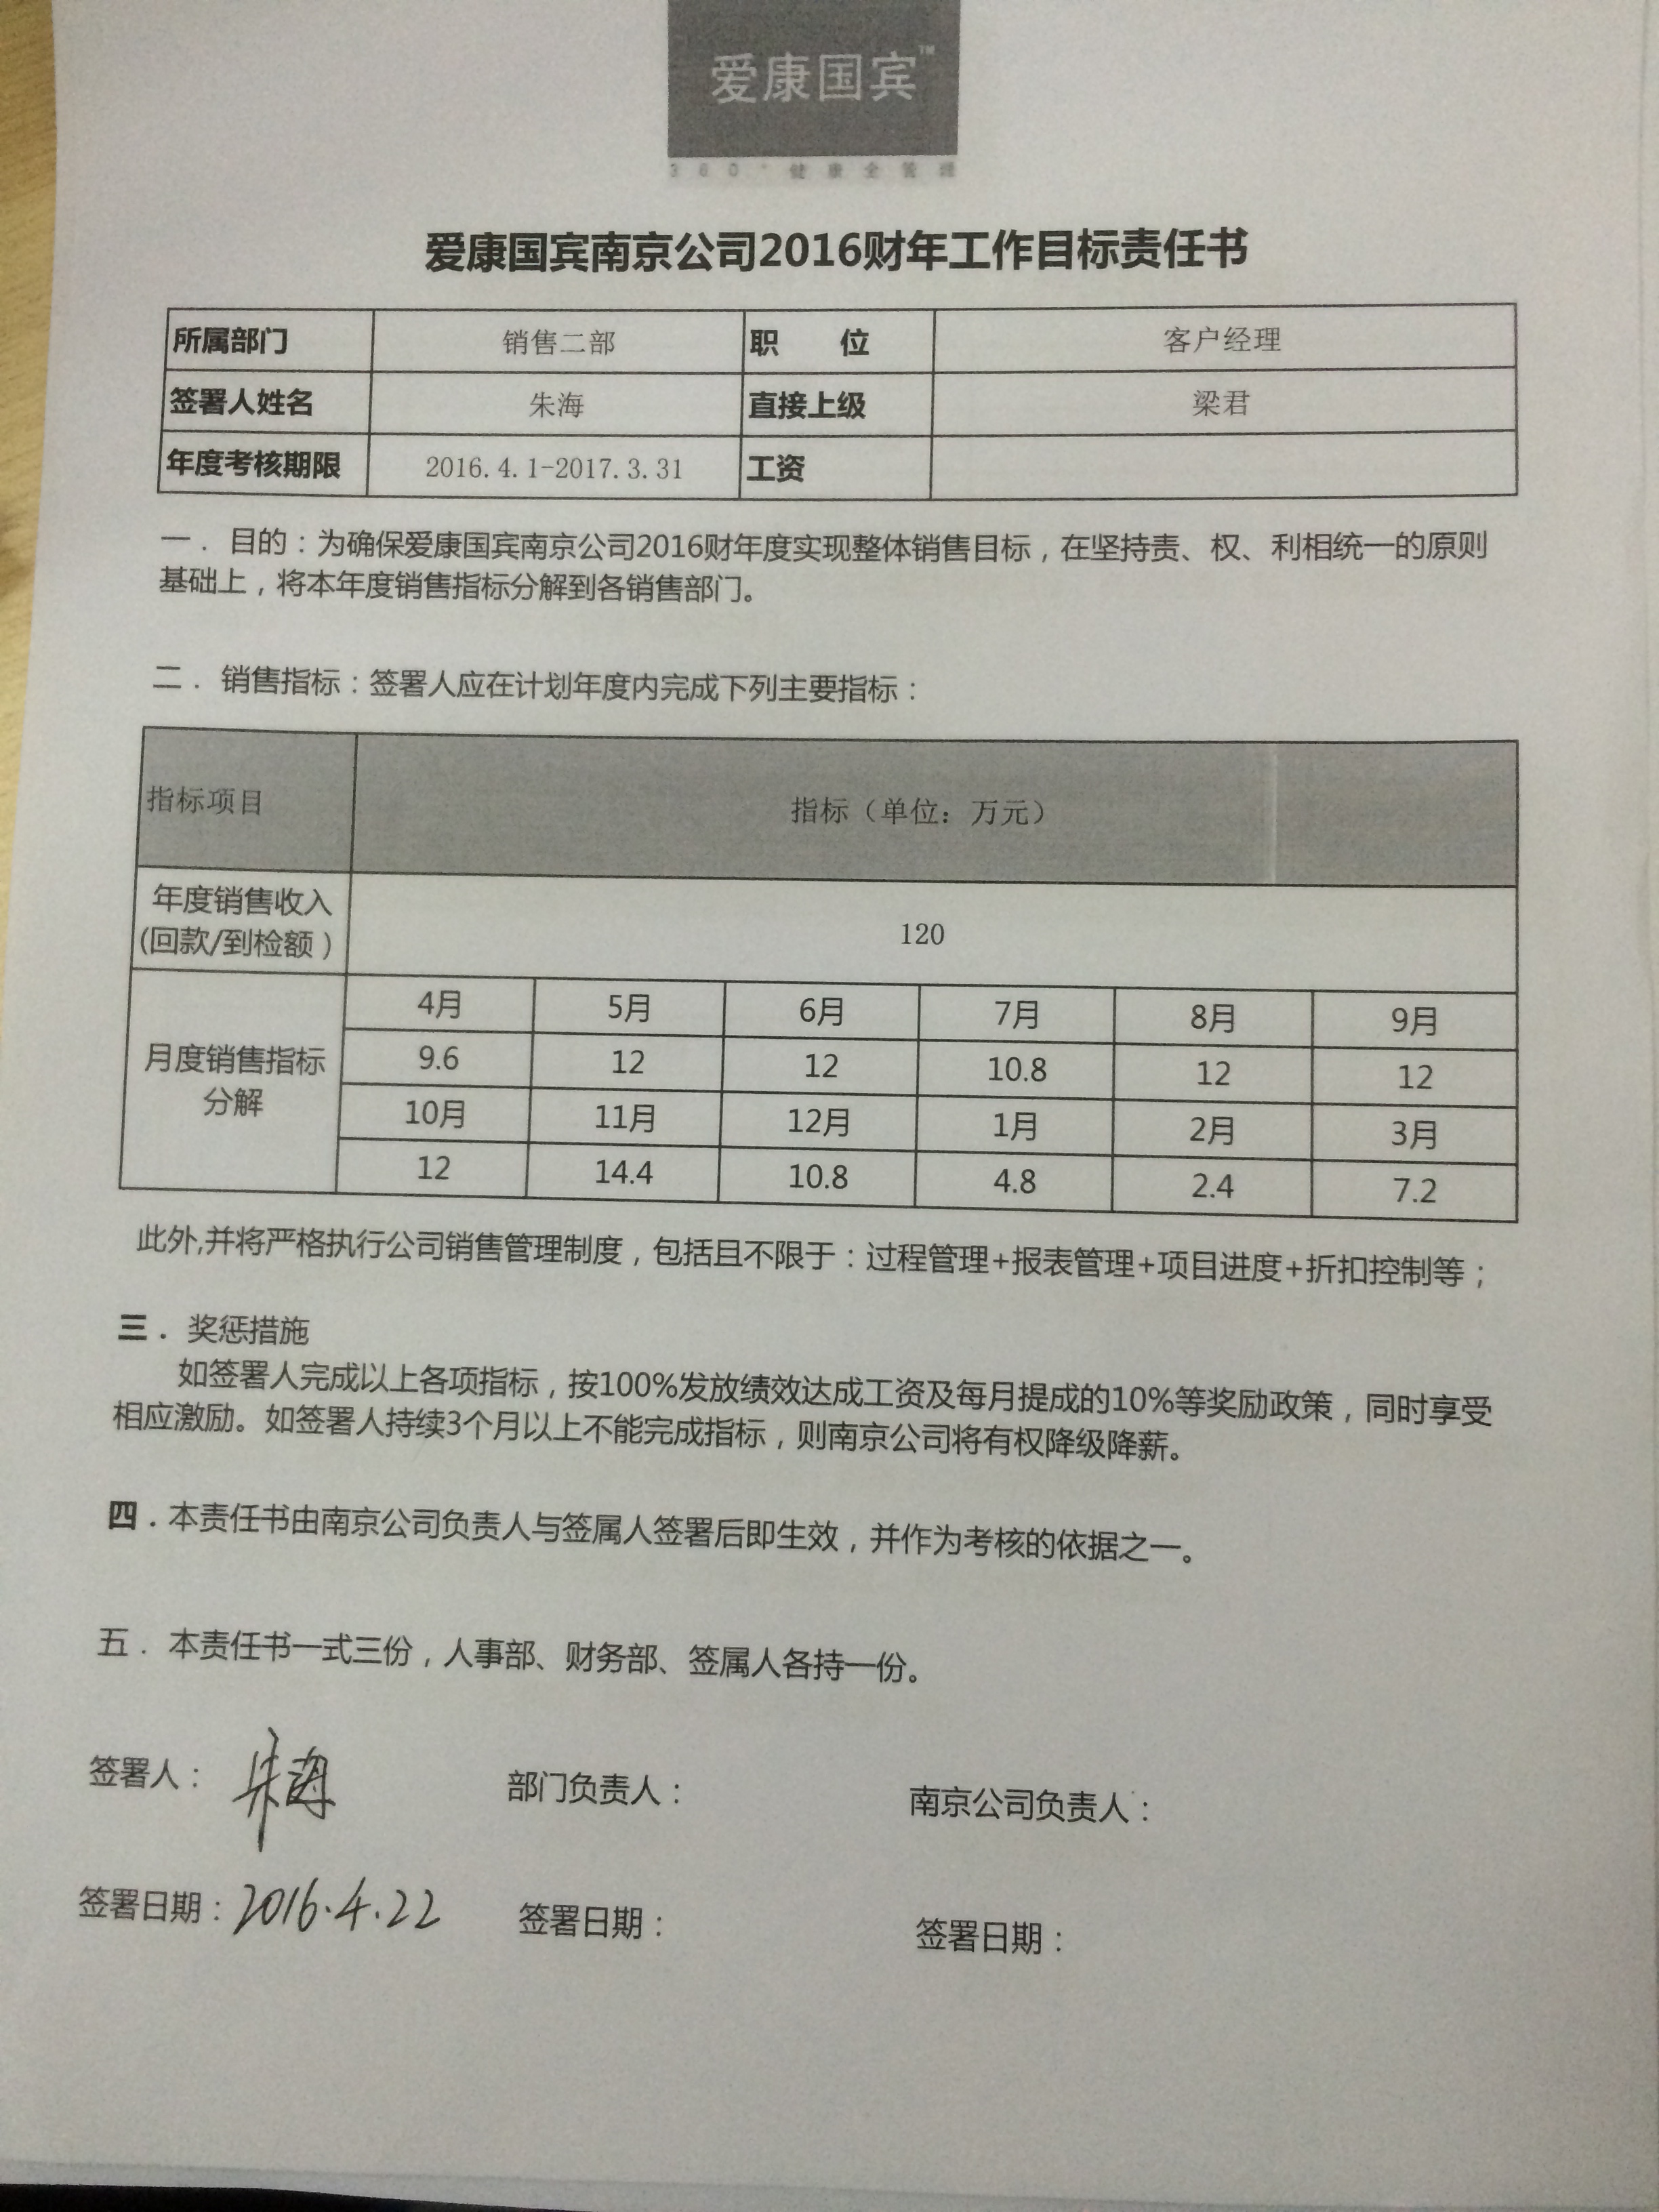 爱康国宾™
360°健康全管理
爱康国宾南京公司2016财年工作目标责任书
所属部门 销售二部 职 位 客户经理
签署人姓名 朱海 直接上级 梁君
年度考核期限 2016.4.1-2017.3.31 工资
一． 目的：为确保爱康国宾南京公司2016财年度实现整体销售目标，在坚持责、权、利相统一的原则
基础上，将本年度销售指标分解到各销售部门。
二． 销售指标：签署人应在计划年度内完成下列主要指标：
指标项目 指标（单位：万元）
年度销售收入
(回款/到检额） 120
月度销售指标
分解
4月 5月 6月 7月 8月 9月
9.6 12 12 10.8 12 12
10月 11月 12月 1月 2月 3月
12 14.4 10.8 4.8 2.4 7.2
此外,并将严格执行公司销售管理制度，包括且不限于：过程管理+报表管理+项目进度+折扣控制等；
三． 奖惩措施
如签署人完成以上各项指标，按100%发放绩效达成工资及每月提成的10%等奖励政策，同时享受
相应激励。如签署人持续3个月以上不能完成指标，则南京公司将有权降级降薪。
四．本责任书由南京公司负责人与签属人签署后即生效，并作为考核的依据之一。
五． 本责任书一式三份，人事部、财务部、签属人各持一份。
签署人： 朱海 部门负责人： 南京公司负责人：
签署日期：2016.4.22 签署日期： 签署日期：